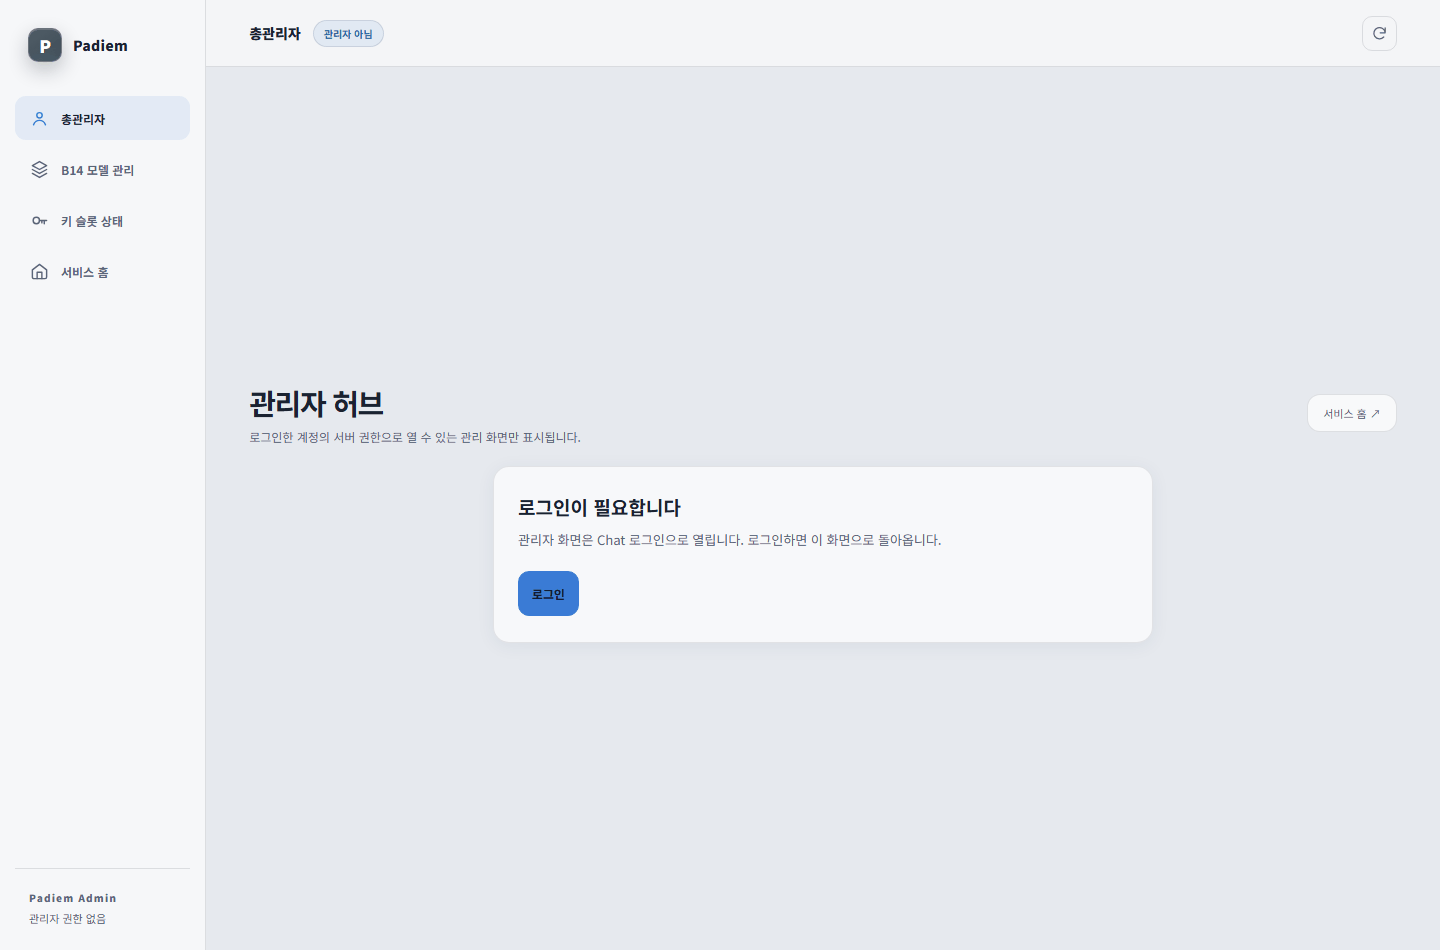 P
Padiem
총관리자
B14 모델 관리
키 슬롯 상태
서비스 홈
Padiem Admin
관리자 권한 없음
총관리자
관리자 아님
관리자 허브
로그인한 계정의 서버 권한으로 열 수 있는 관리 화면만 표시됩니다.
서비스 홈 ↗
로그인이 필요합니다
관리자 화면은 Chat 로그인으로 열립니다. 로그인하면 이 화면으로 돌아옵니다.
로그인